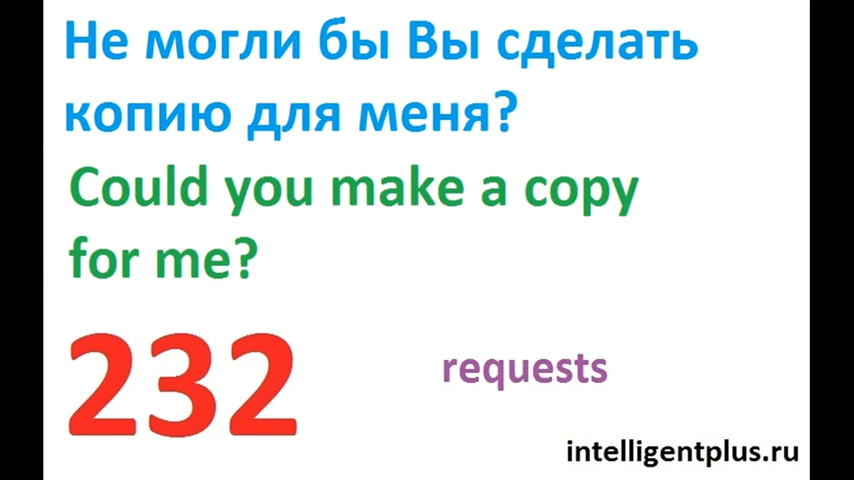 Не могли бы Вы сделать
копию для меня?
Could you make a copy
for me?
232
requests
intelligentplus.ru